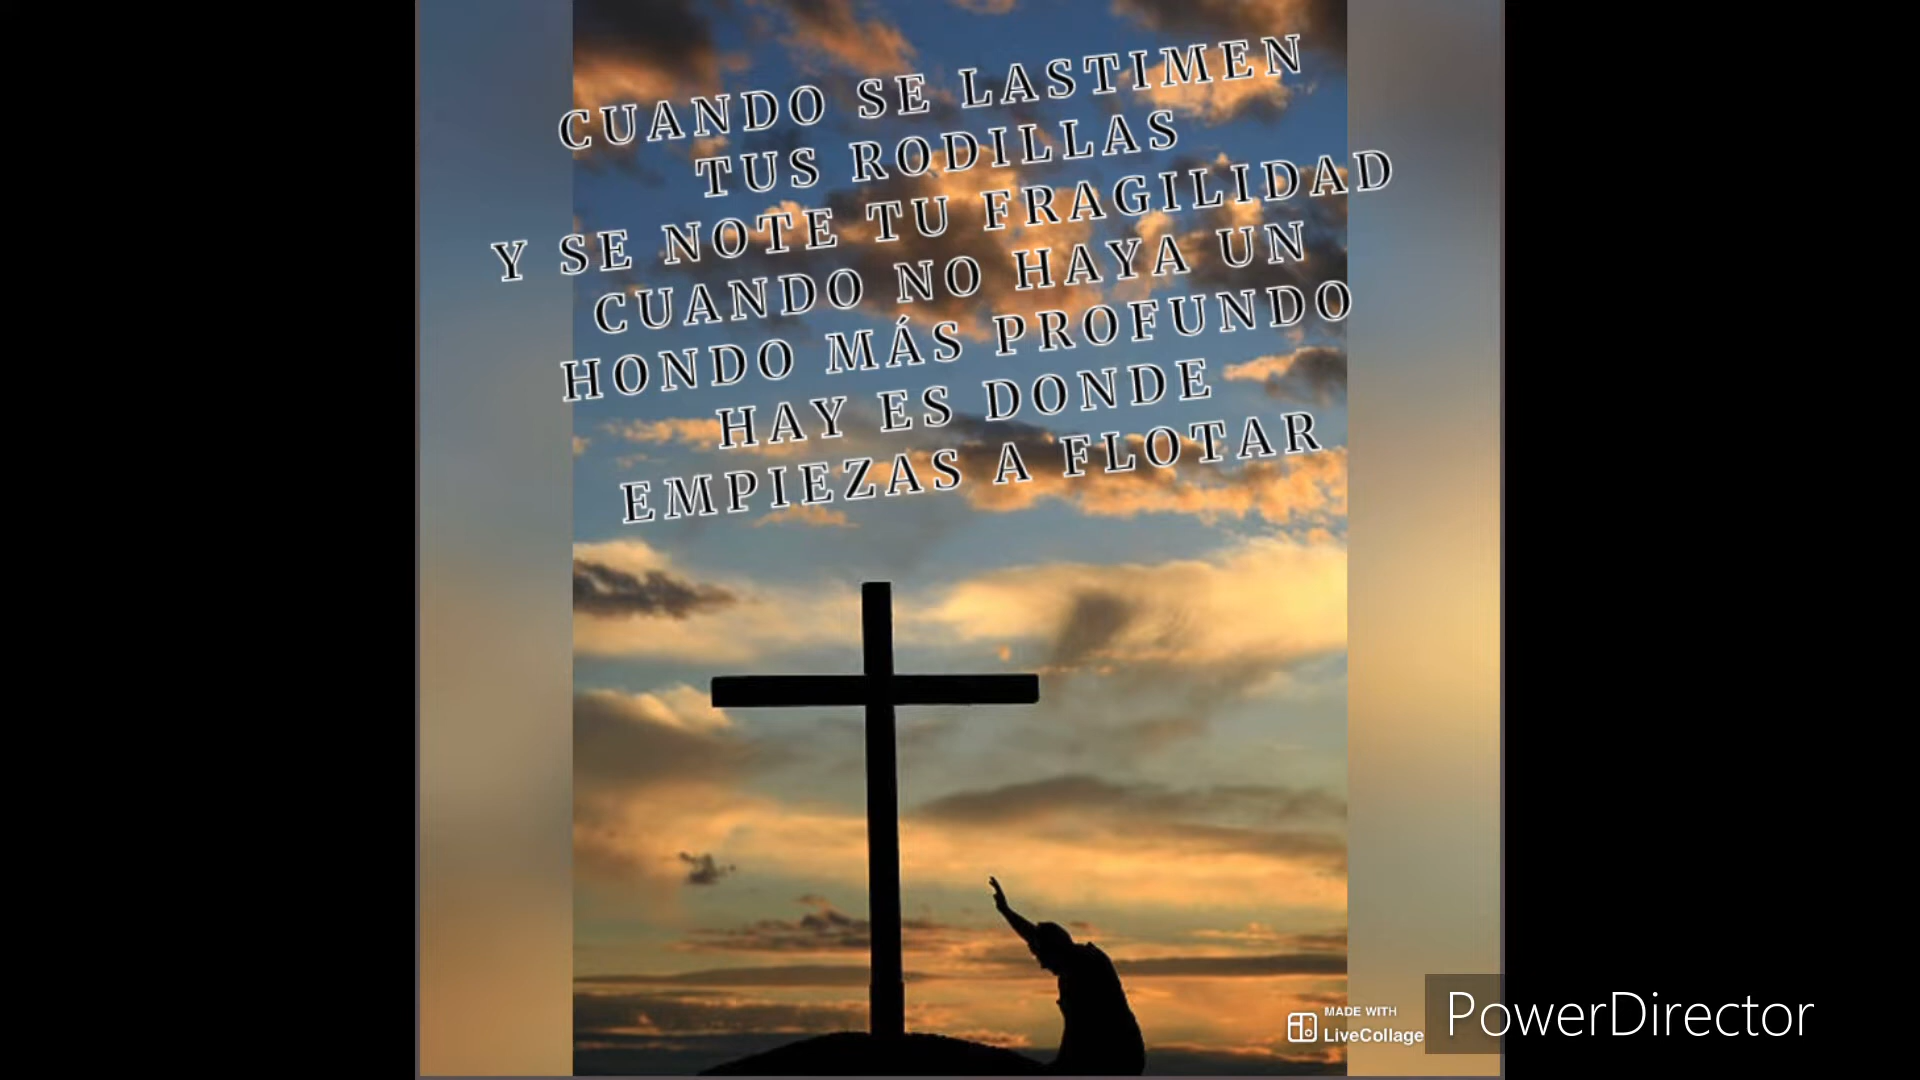 CUANDO SE LASTIMEN
TUS RODILLAS
Y SE NOTE TU FRAGILIDAD
CUANDO NO HAYA UN
HONDO MÁS PROFUNDO
HAY ES DONDE
EMPIEZAS A FLOTAR
MADE WITH
LiveCollage
PowerDirector